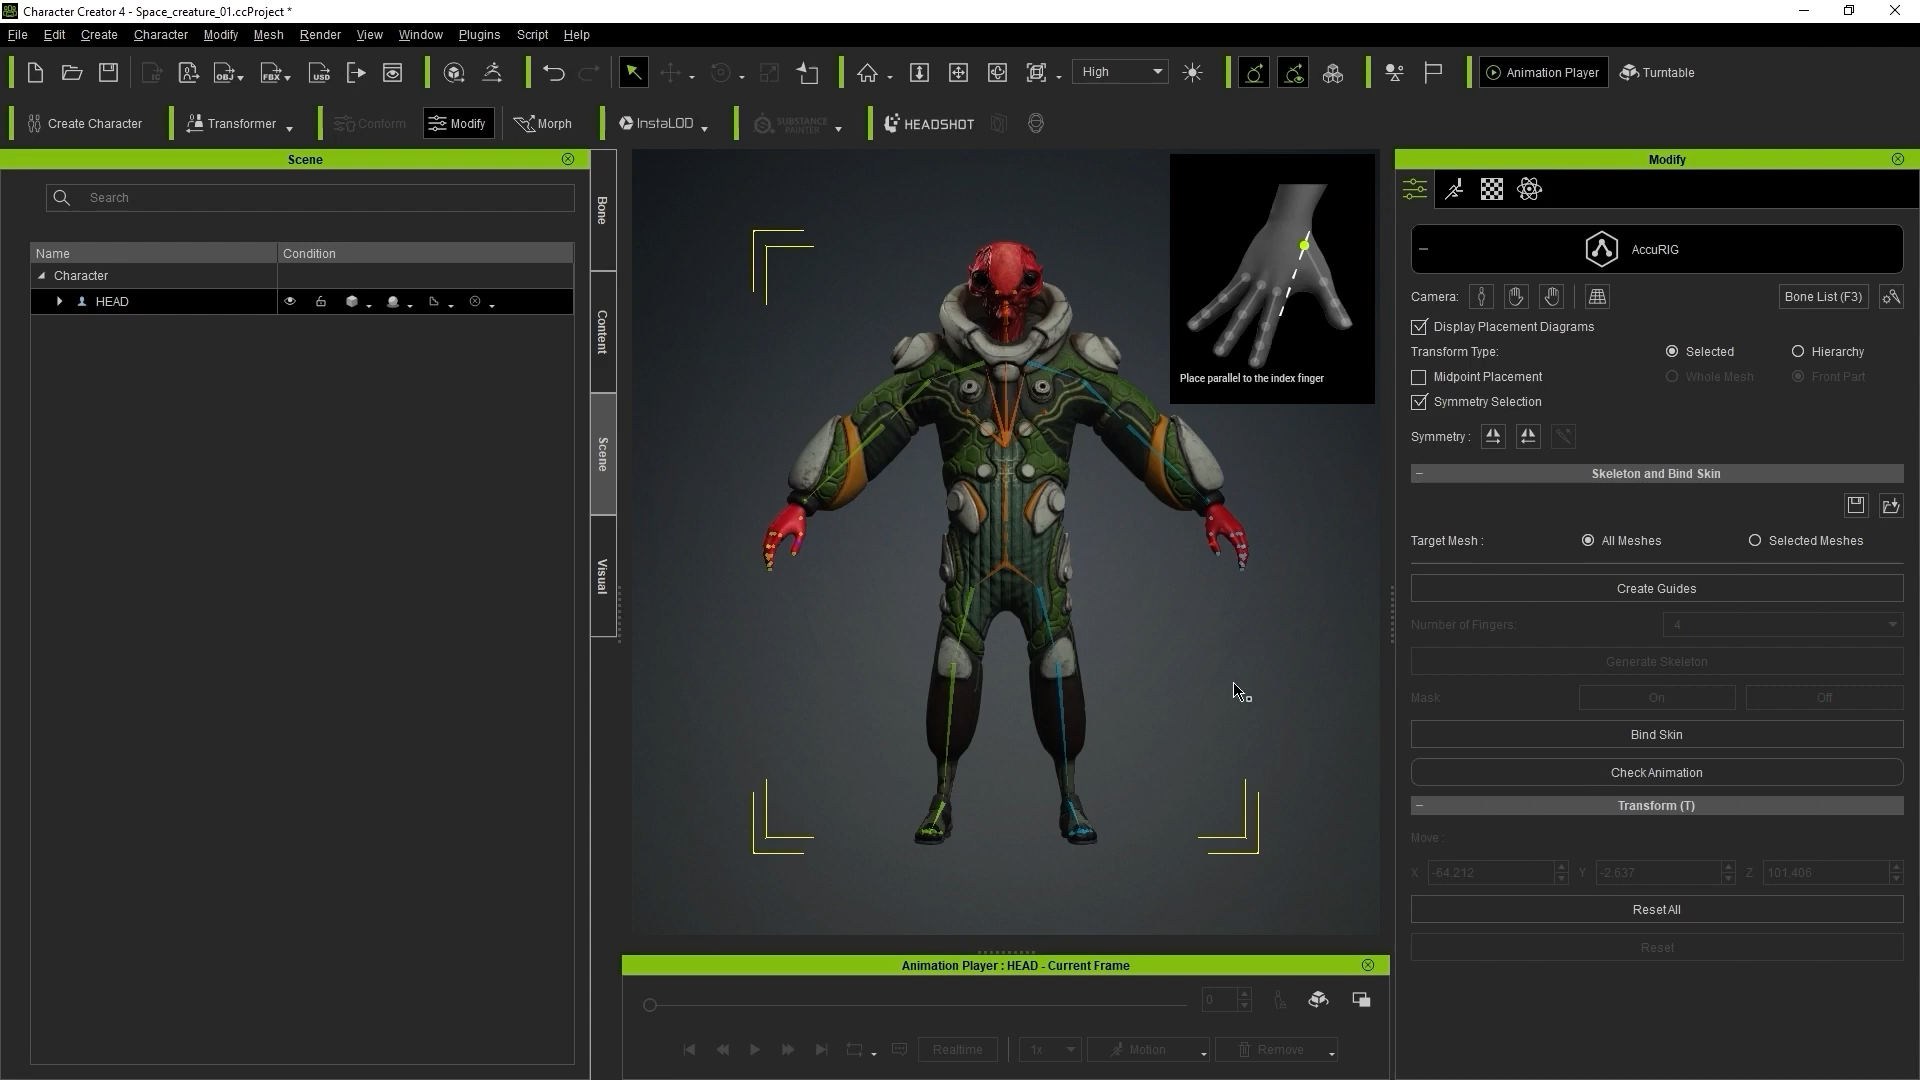 Character Creator 4 - Space_creature_01.ccProject *
File Edit Create Character Modify Mesh Render View Window Plugins Script Help
High Animation Player Turntable
Create Character Transformer Conform Modify Morph InstaLOD SUBSTANCE PAINTER HEADSHOT
Scene
Search
Name Condition
Character
HEAD
Bone
Content
Scene
Visual
Place parallel to the index finger
Animation Player : HEAD - Current Frame
0
Realtime 1x Motion Remove
Modify
AccuRIG
Camera: Bone List (F3)
Display Placement Diagrams
Transform Type: Selected Hierarchy
Midpoint Placement Whole Mesh Front Part
Symmetry Selection
Symmetry :
Skeleton and Bind Skin
Target Mesh : All Meshes Selected Meshes
Create Guides
Number of Fingers: 4
Generate Skeleton
Mask On Off
Bind Skin
Check Animation
Transform (T)
Move :
X -64.212 Y -2.637 Z 101.406
Reset All
Reset